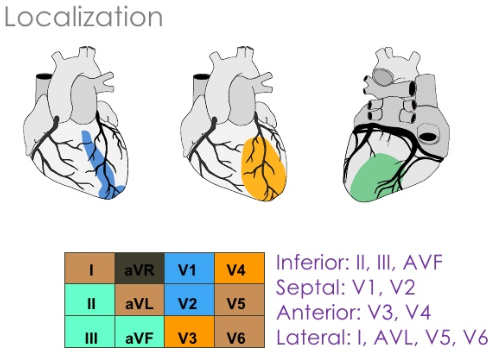 Localization
I aVR V1 V4
II aVL V2 V5
III aVF V3 V6
Inferior: II, III, AVF
Septal: V1, V2
Anterior: V3, V4
Lateral: I, AVL, V5, V6